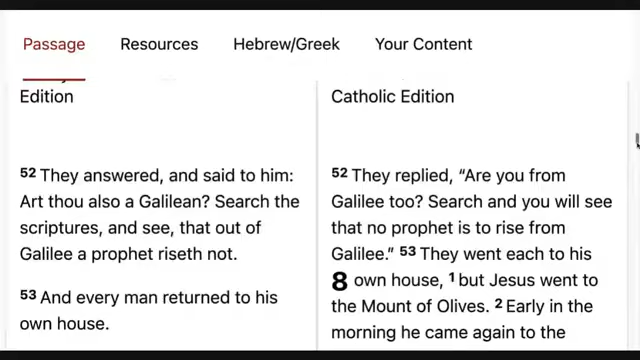 Passage Resources Hebrew/Greek Your Content
Edition
52 They answered, and said to him:
Art thou also a Galilean? Search the
scriptures, and see, that out of
Galilee a prophet riseth not.
53 And every man returned to his
own house.
Catholic Edition
52 They replied, “Are you from
Galilee too? Search and you will see
that no prophet is to rise from
Galilee.” 53 They went each to his
8 own house, 1 but Jesus went to
the Mount of Olives. 2 Early in the
morning he came again to the